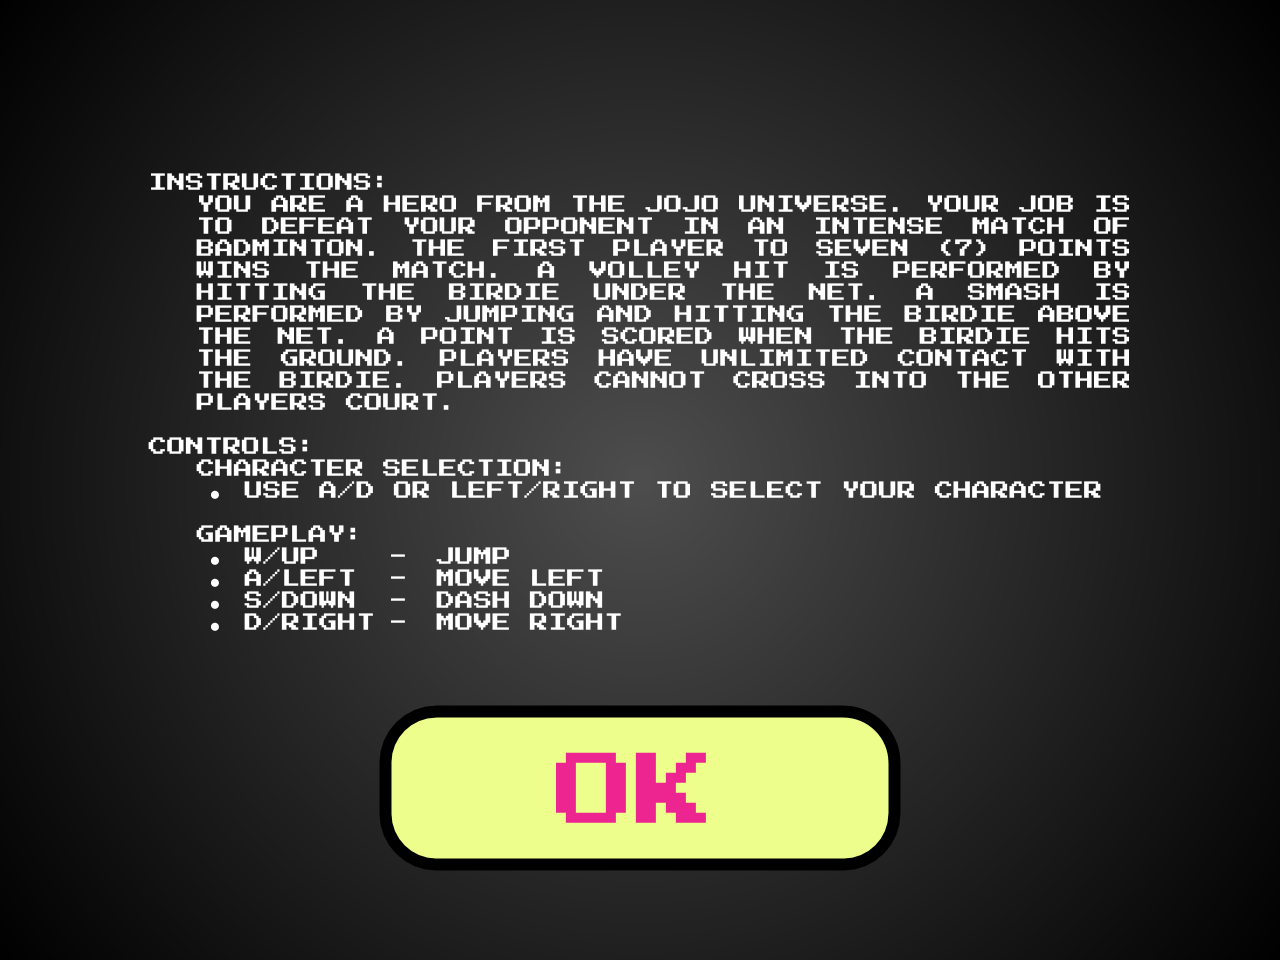 INSTRUCTIONS:
YOU ARE A HERO FROM THE JOJO UNIVERSE. YOUR JOB IS
TO DEFEAT YOUR OPPONENT IN AN INTENSE MATCH OF
BADMINTON. THE FIRST PLAYER TO SEVEN (7) POINTS
WINS THE MATCH. A VOLLEY HIT IS PERFORMED BY
HITTING THE BIRDIE UNDER THE NET. A SMASH IS
PERFORMED BY JUMPING AND HITTING THE BIRDIE ABOVE
THE NET. A POINT IS SCORED WHEN THE BIRDIE HITS
THE GROUND. PLAYERS HAVE UNLIMITED CONTACT WITH
THE BIRDIE. PLAYERS CANNOT CROSS INTO THE OTHER
PLAYERS COURT.
CONTROLS:
CHARACTER SELECTION:
• USE A/D OR LEFT/RIGHT TO SELECT YOUR CHARACTER
GAMEPLAY:
• W/UP - JUMP
• A/LEFT - MOVE LEFT
• S/DOWN - DASH DOWN
• D/RIGHT - MOVE RIGHT
OK